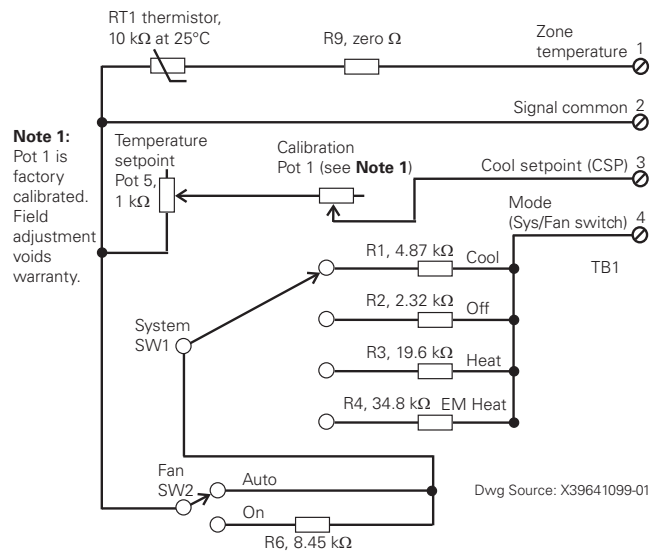 RT1 thermistor,
10 kΩ at 25°C
R9, zero Ω
Zone
temperature 1
Signal common 2
Note 1:
Pot 1 is
factory
calibrated.
Field
adjustment
voids
warranty.
Temperature
setpoint
Pot 5,
1 kΩ
Calibration
Pot 1 (see Note 1)
Cool setpoint (CSP) 3
Mode
(Sys/Fan switch) 4
TB1
R1, 4.87 kΩ Cool
R2, 2.32 kΩ Off
R3, 19.6 kΩ Heat
R4, 34.8 kΩ EM Heat
System
SW1
Fan
SW2
Auto
On
R6, 8.45 kΩ
Dwg Source: X39641099-01